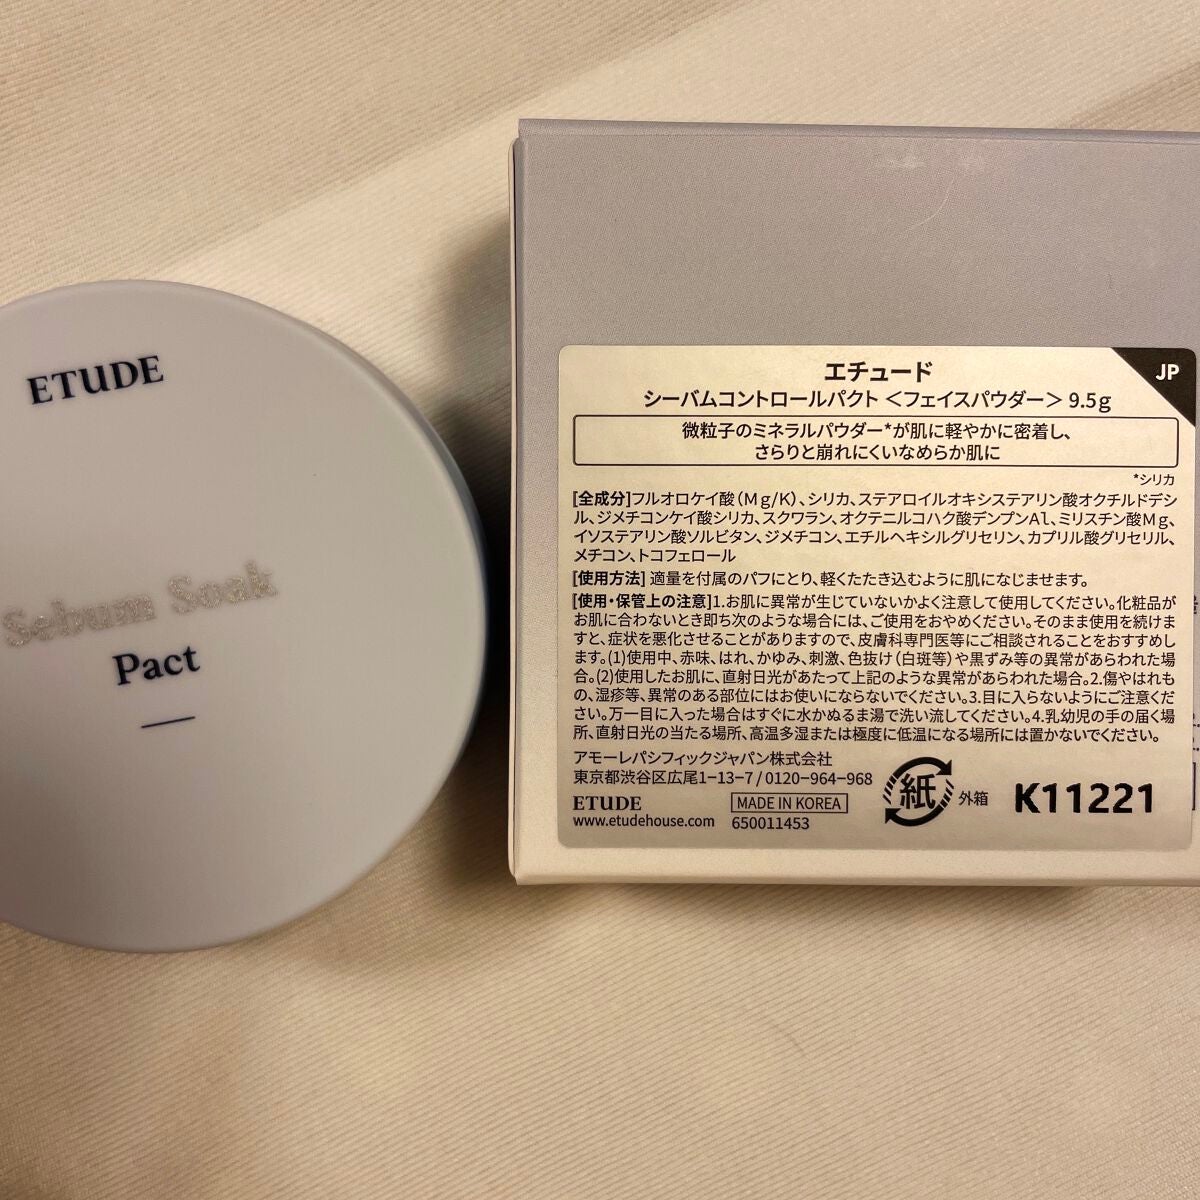 ETUDE
Sebum Soak
Pact
JP
エチュード
シーバムコントロールパクト <フェイスパウダー> 9.5g
微粒子のミネラルパウダー*が肌に軽やかに密着し、
さらりと崩れにくいなめらか肌に
*シリカ
[全成分]フルオロケイ酸(Mg/K)、シリカ、ステアロイルオキシステアリン酸オクチルドデシ
ル、ジメチコンケイ酸シリカ、スクワラン、オクテニルコハク酸デンプンAl、ミリスチン酸Mg、
イソステアリン酸ソルビタン、ジメチコン、エチルヘキシルグリセリン、カプリル酸グリセリル、
メチコン、トコフェロール
[使用方法] 適量を付属のパフにとり、軽くたたき込むように肌になじませます。
[使用・保管上の注意]1.お肌に異常が生じていないかよく注意して使用してください。化粧品が
お肌に合わないとき即ち次のような場合には、ご使用をおやめください。そのまま使用を続けま
すと、症状を悪化させることがありますので、皮膚科専門医等にご相談されることをおすすめし
ます。(1)使用中、赤味、はれ、かゆみ、刺激、色抜け(白斑等)や黒ずみ等の異常があらわれた場
合。(2)使用したお肌に、直射日光があたって上記のような異常があらわれた場合。2.傷やはれも
の、湿疹等、異常のある部位にはお使いにならないでください。3.目に入らないようにご注意くだ
さい。万一目に入った場合はすぐに水かぬるま湯で洗い流してください。4.乳幼児の手の届く場
所、直射日光の当たる場所、高温多湿または極度に低温になる場所には置かないでください。
アモーレパシフィックジャパン株式会社
東京都渋谷区広尾1-13-7/0120-964-968
ETUDE MADE IN KOREA
www.etudehouse.com 650011453
紙 外箱 K11221